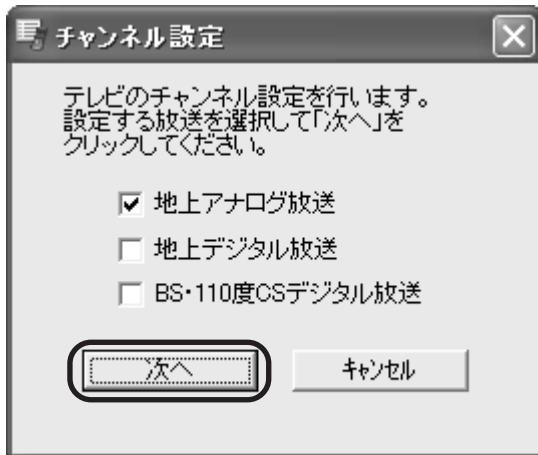 チャンネル設定
テレビのチャンネル設定を行います。
設定する放送を選択して「次へ」を
クリックしてください。
地上アナログ放送
地上デジタル放送
BS・110度CSデジタル放送
次へ
キャンセル